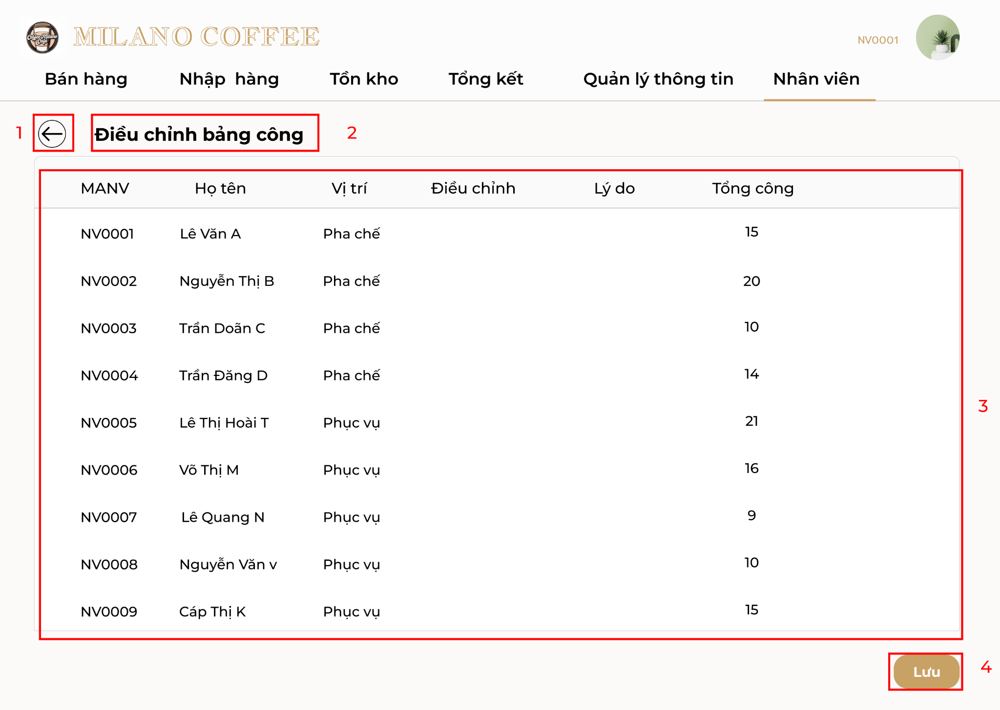 Coffee Milano
Cafe
MILANO COFFEE
NV0001
Bán hàng Nhập hàng Tồn kho Tổng kết Quản lý thông tin Nhân viên
1 Điều chỉnh bảng công 2
MANV Họ tên Vị trí Điều chỉnh Lý do Tổng công
NV0001 Lê Văn A Pha chế 15
NV0002 Nguyễn Thị B Pha chế 20
NV0003 Trần Doãn C Pha chế 10
NV0004 Trần Đăng D Pha chế 14
NV0005 Lê Thị Hoài T Phục vụ 21
3
NV0006 Võ Thị M Phục vụ 16
NV0007 Lê Quang N Phục vụ 9
NV0008 Nguyễn Văn v Phục vụ 10
NV0009 Cáp Thị K Phục vụ 15
Lưu 4